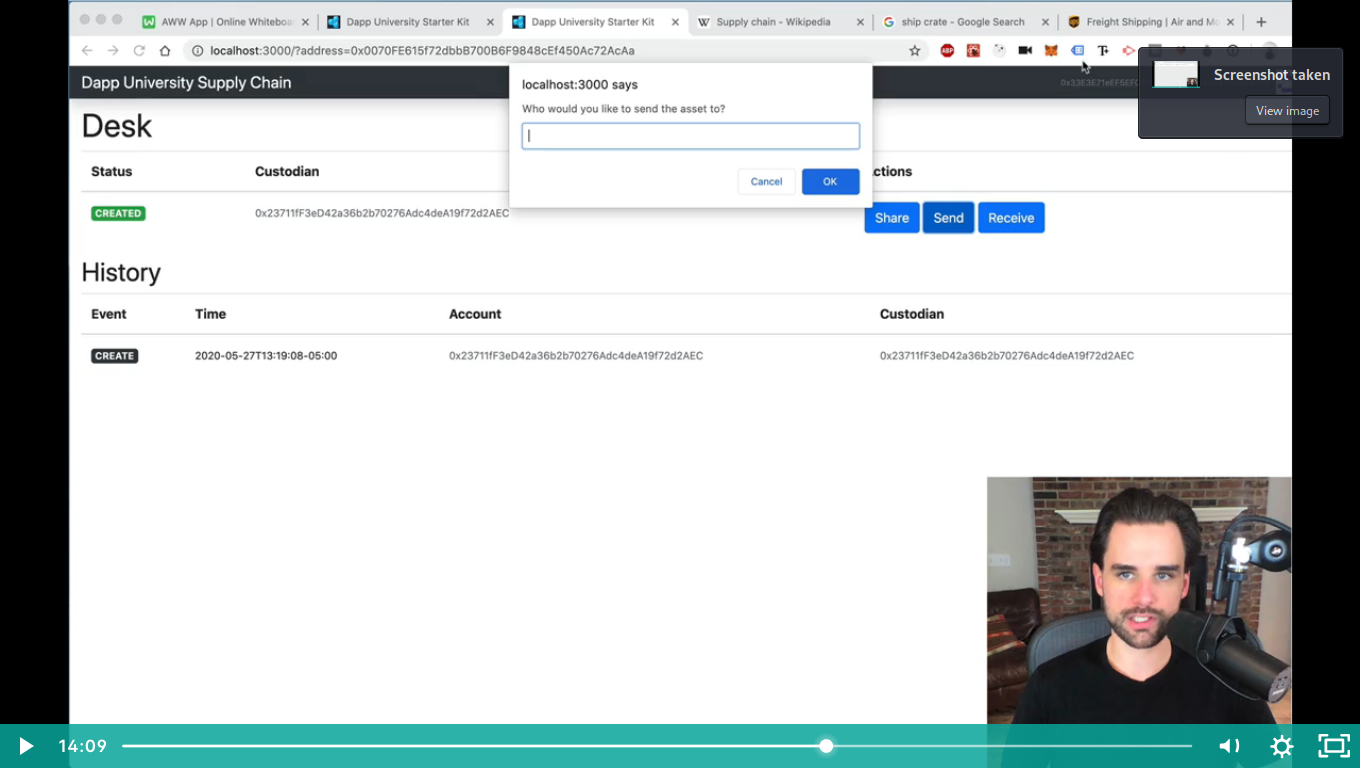 AWW App | Online Whiteboa
Dapp University Starter Kit
Dapp University Starter Kit
Supply chain - Wikipedia
ship crate - Google Search
Freight Shipping | Air and Mo
localhost:3000/?address=0x0070FE615f72dbbB700B6F9848cEf450Ac72AcAa
Dapp University Supply Chain
localhost:3000 says
Who would you like to send the asset to?
Cancel
OK
Screenshot taken
View image
Desk
Status
Custodian
ctions
CREATED
0x23711fF3eD42a36b2b70276Adc4deA19f72d2AEC
Share
Send
Receive
History
Event
Time
Account
Custodian
CREATE
2020-05-27T13:19:08-05:00
0x23711fF3eD42a36b2b70276Adc4deA19f72d2AEC
0x23711fF3eD42a36b2b70276Adc4deA19f72d2AEC
14:09